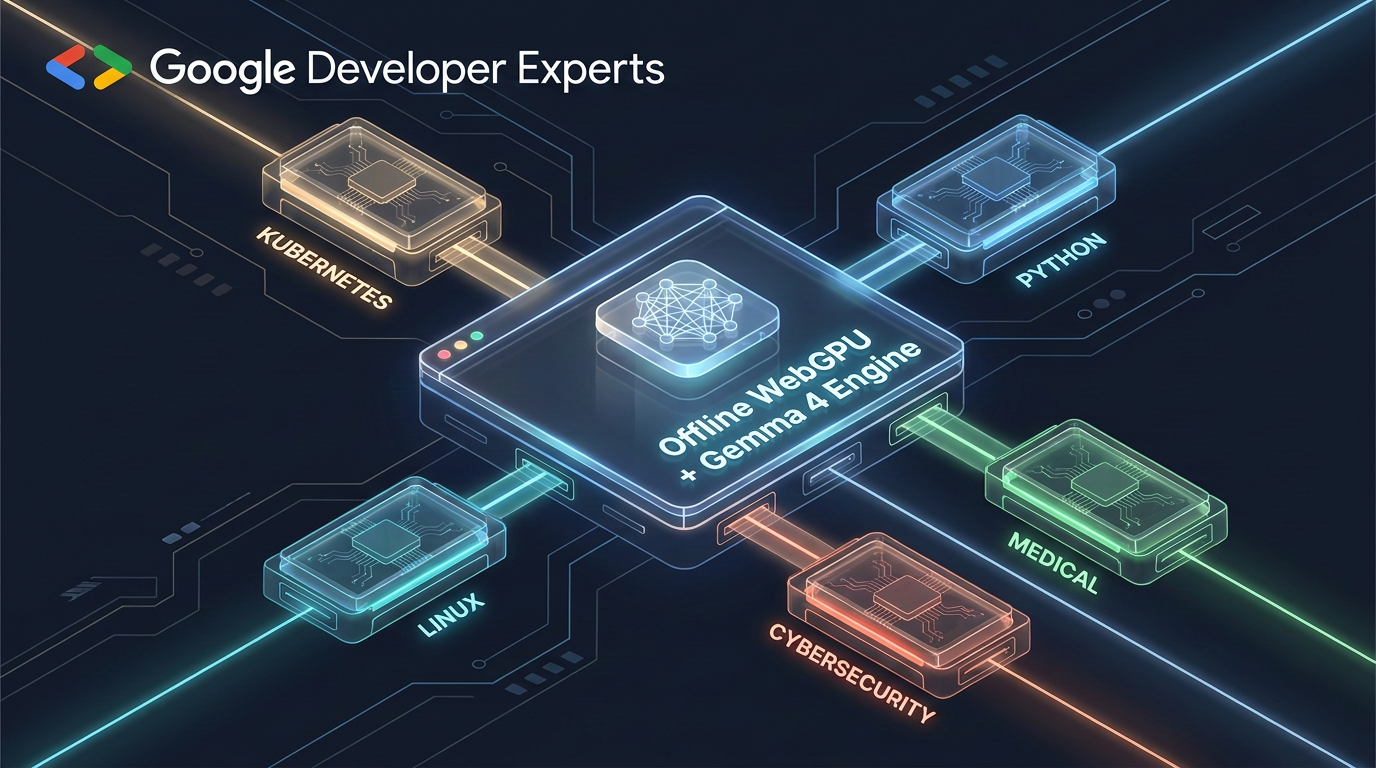 Google Developer Experts
KUBERNETES
PYTHON
Offline WebGPU
+ Gemma 4 Engine
MEDICAL
LINUX
CYBERSECURITY